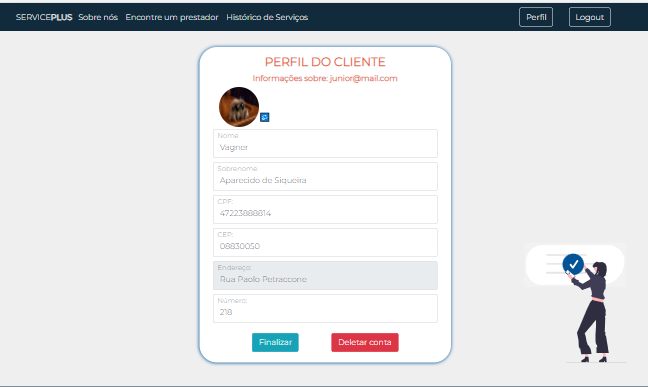 SERVICEPLUS Sobre nós Encontre um prestador Histórico de Serviços Perfil Logout
PERFIL DO CLIENTE
Informações sobre: junior@mail.com
Nome
Vagner
Sobrenome
Aparecido de Siqueira
CPF:
47223888814
CEP:
08830050
Endereço:
Rua Paolo Petraccone
Número:
218
Finalizar Deletar conta